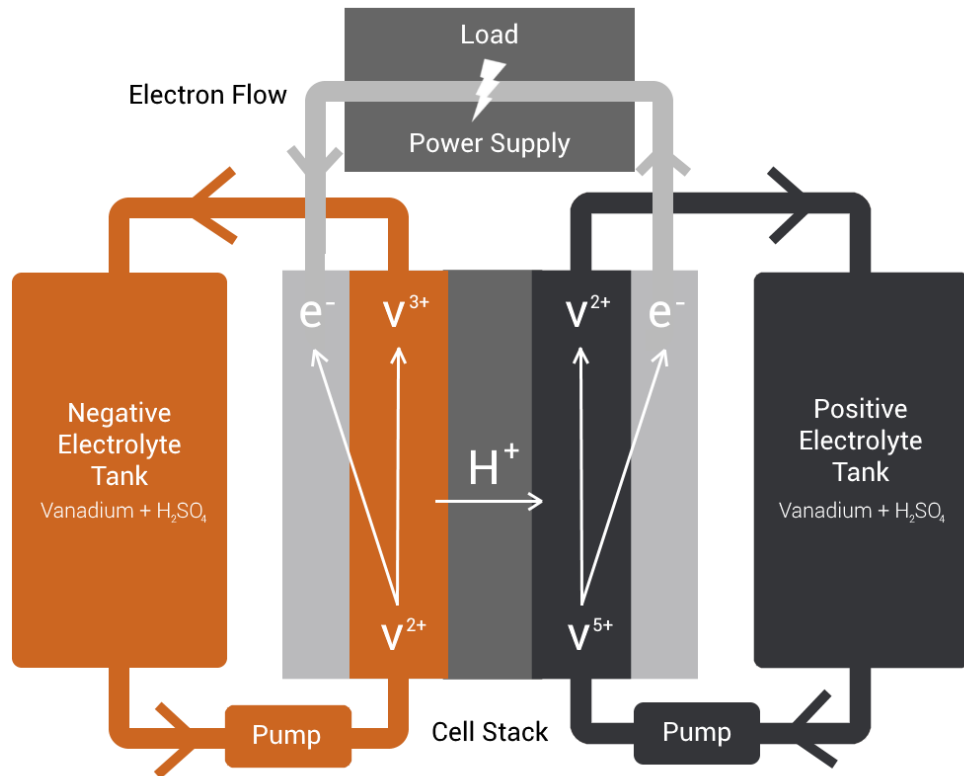 Load
Electron Flow
Power Supply
e⁻
v³⁺
v²⁺
e⁻
Negative
Electrolyte
Tank
Vanadium + H₂SO₄
H⁺
Positive
Electrolyte
Tank
Vanadium + H₂SO₄
v²⁺
v⁵⁺
Pump
Cell Stack
Pump